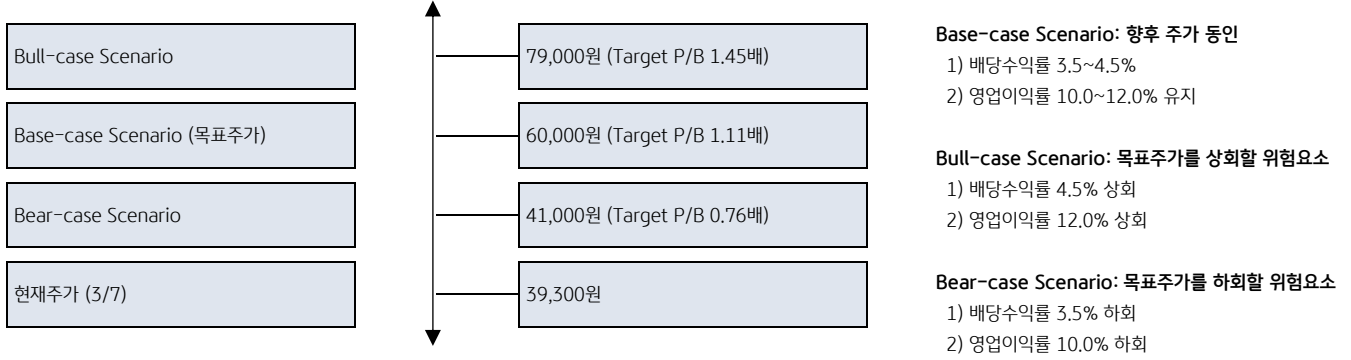 Bull-case Scenario
79,000원 (Target P/B 1.45배)
Base-case Scenario (목표주가)
60,000원 (Target P/B 1.11배)
Bear-case Scenario
41,000원 (Target P/B 0.76배)
현재주가 (3/7)
39,300원
Base-case Scenario: 향후 주가 동인
1) 배당수익률 3.5~4.5%
2) 영업이익률 10.0~12.0% 유지
Bull-case Scenario: 목표주가를 상회할 위험요소
1) 배당수익률 4.5% 상회
2) 영업이익률 12.0% 상회
Bear-case Scenario: 목표주가를 하회할 위험요소
1) 배당수익률 3.5% 하회
2) 영업이익률 10.0% 하회